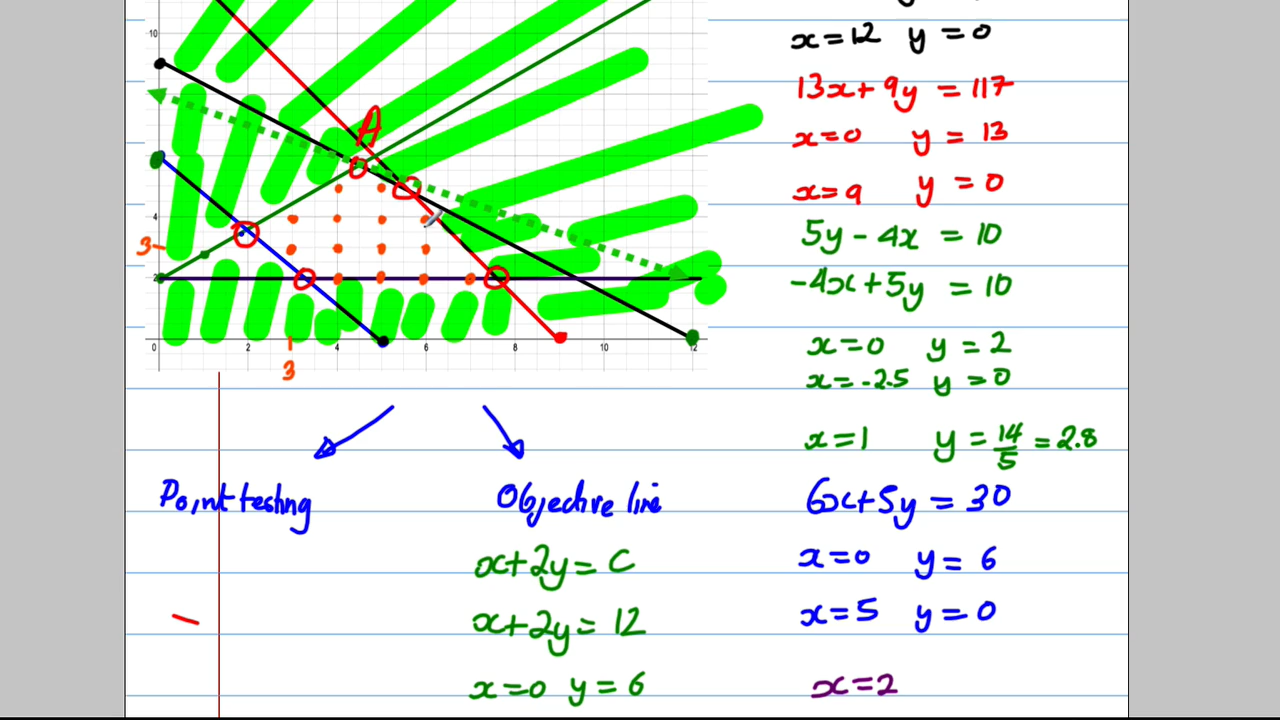 x=12 y=0
10
13x+9y = 117
A
x=0 y = 13
x=9 y = 0
4
5y-4x = 10
3
2
-4x+5y = 10
0 2 4 6 8 10 12
3
x=0 y = 2
x=-2.5 y = 0
x=1 y = 14/5 = 2.8
Point testing Objective line 6x+5y = 30
x+2y = C x=0 y = 6
x+2y = 12 x=5 y = 0
x=0 y = 6 x=2